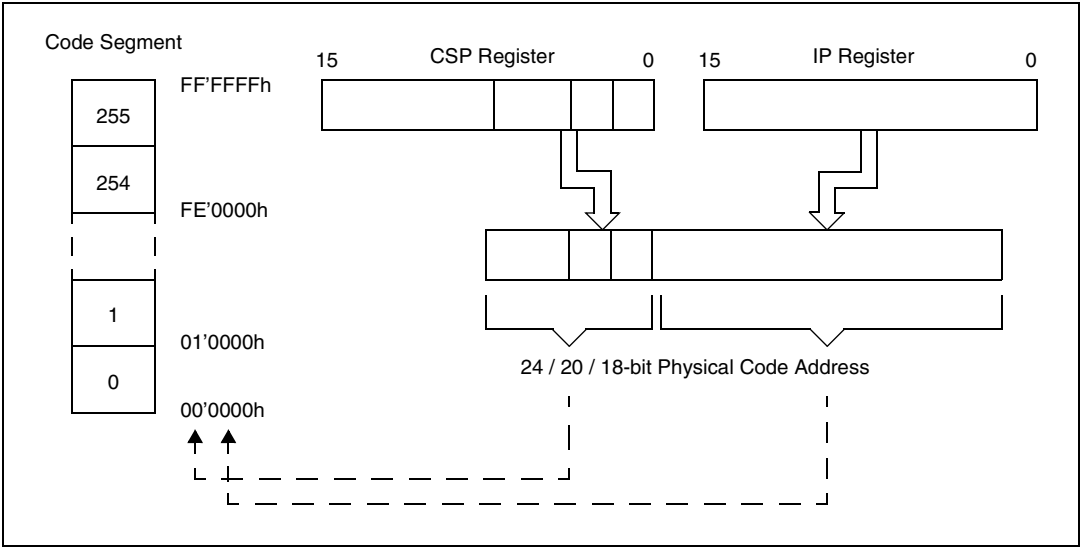 Code Segment
FF’FFFFh
255
254
FE’0000h
1
01’0000h
0
00’0000h
15 CSP Register 0
15 IP Register 0
24 / 20 / 18-bit Physical Code Address